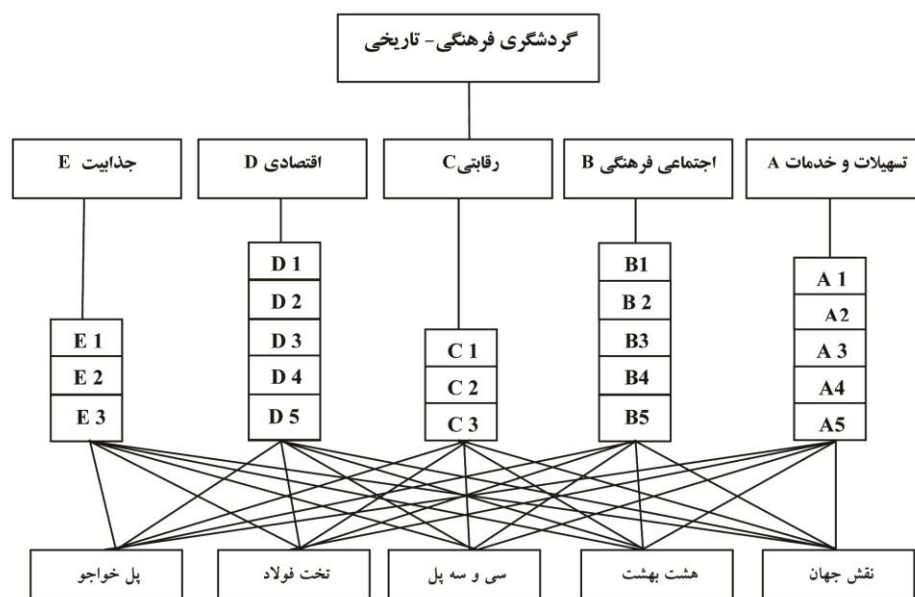 گردشگری فرهنگی- تاریخی
تسهیلات و خدمات A
اجتماعی فرهنگی B
رقابتی C
اقتصادی D
جذابیت E
A 1
A2
A 3
A4
A5
B1
B 2
B3
B4
B5
C 1
C 2
C 3
D 1
D 2
D 3
D 4
D 5
E 1
E 2
E 3
نقش جهان
هشت بهشت
سی و سه پل
تخت فولاد
پل خواجو